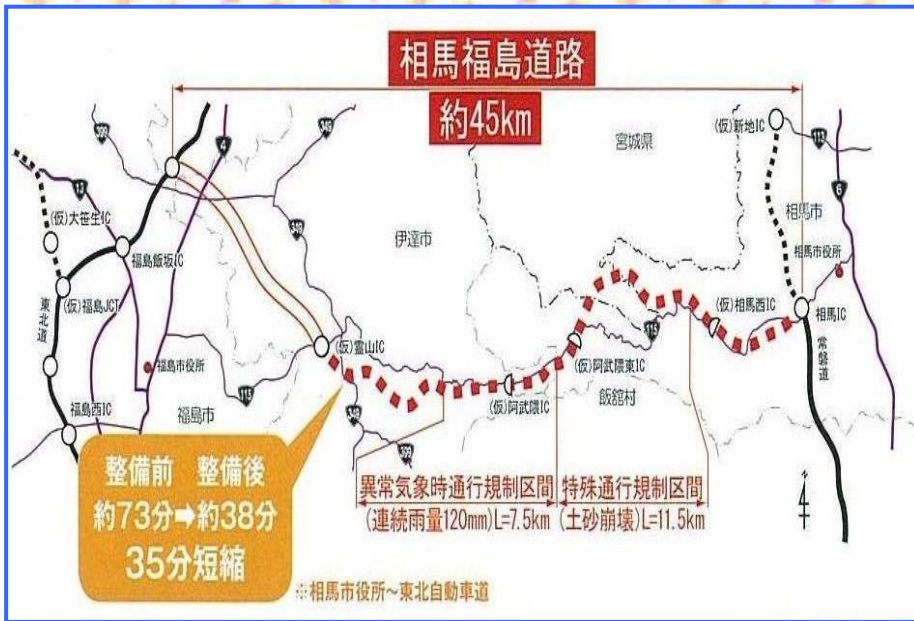 相馬福島道路
約45km
399
349
4
宮城県
(仮)新地IC
113
6
13
(仮)大笹生IC
349
伊達市
相馬市
相馬市役所
福島飯坂IC
(仮)福島JCT
東北道
(仮)霊山IC
115
(仮)相馬西IC
相馬IC
常磐道
福島市役所
115
(仮)阿武隈東IC
(仮)阿武隈IC
飯舘村
福島西IC
福島市
349
399
整備前 整備後
約73分➡約38分
35分短縮
異常気象時通行規制区間
(連続雨量120mm)L=7.5km
特殊通行規制区間
(土砂崩壊)L=11.5km
※相馬市役所~東北自動車道